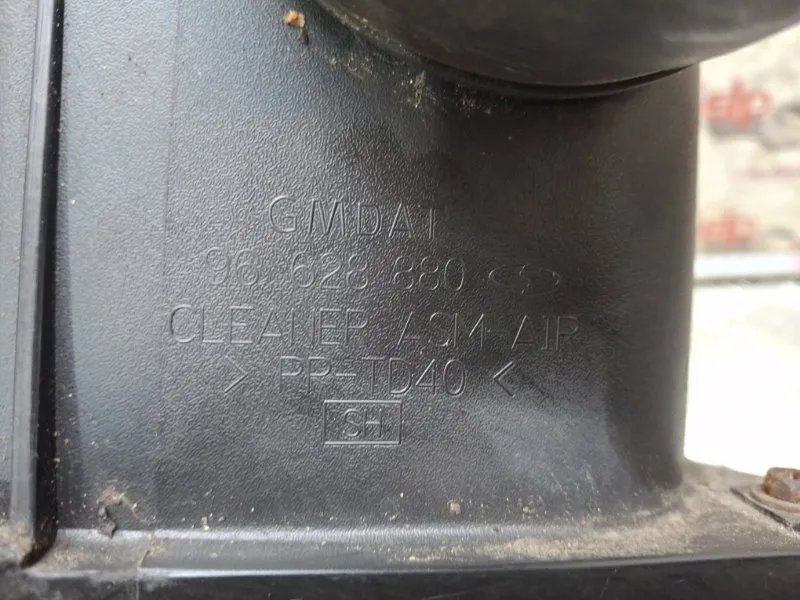 GMDAT
96 628 880
CLEANER ASM-AIR
> PP-TD40 <
SH